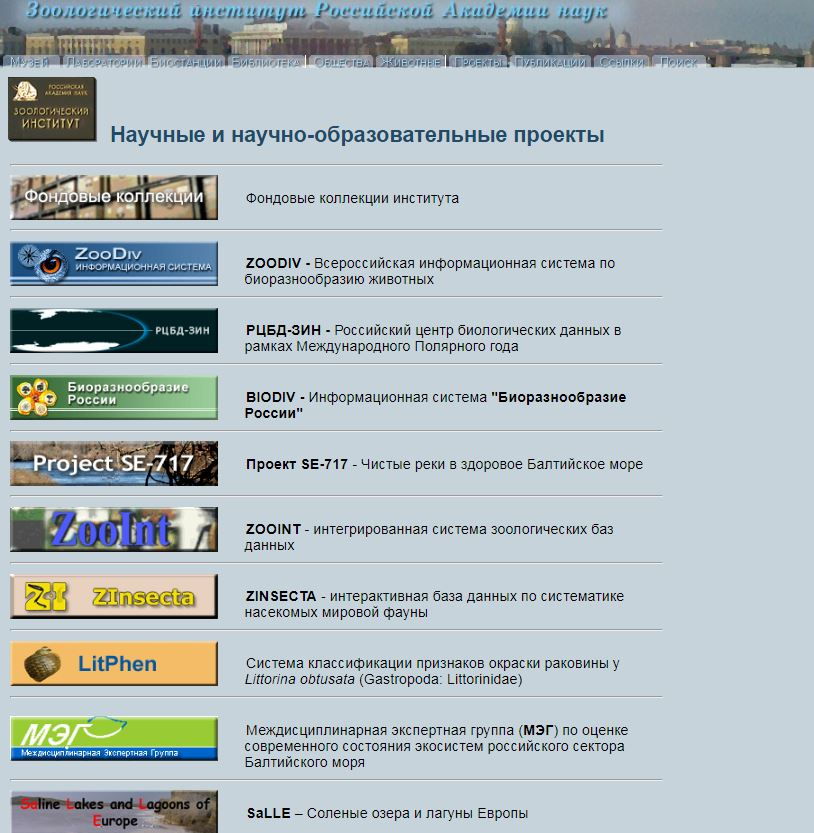 Зоологический институт Российской Академии наук
Музей Лаборатории Биостанции Библиотека Общества Животные Проекты Публикации Ссылки Поиск
РОССИЙСКАЯ
АКАДЕМИЯ НАУК
ЗООЛОГИЧЕСКИЙ
ИНСТИТУТ
Научные и научно-образовательные проекты
Фондовые коллекции
Фондовые коллекции института
ZooDiv
ИНФОРМАЦИОННАЯ СИСТЕМА
ZOODIV - Всероссийская информационная система по
биоразнообразию животных
РЦБД-ЗИН
РЦБД-ЗИН - Российский центр биологических данных в
рамках Международного Полярного года
Биоразнообразие
России
BIODIV - Информационная система "Биоразнообразие
России"
Project SE-717
Проект SE-717 - Чистые реки в здоровое Балтийское море
ZooInt
ZOOINT - интегрированная система зоологических баз
данных
ZInsecta
ZINSECTA - интерактивная база данных по систематике
насекомых мировой фауны
LitPhen
Система классификации признаков окраски раковины у
Littorina obtusata (Gastropoda: Littorinidae)
МЭГ
Междисциплинарная Экспертная Группа
Междисциплинарная экспертная группа (МЭГ) по оценке
современного состояния экосистем российского сектора
Балтийского моря
Saline Lakes and Lagoons of
Europe
SaLLE – Соленые озера и лагуны Европы